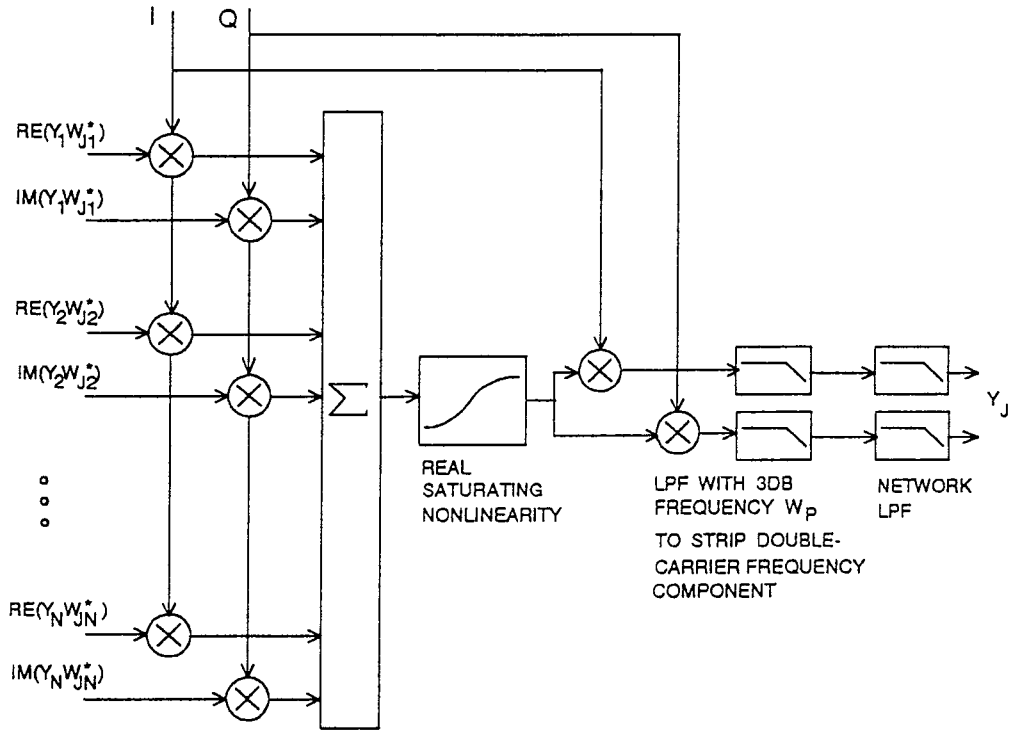 I Q
RE(Y1WJ1*)
IM(Y1WJ1*)
RE(Y2WJ2*)
IM(Y2WJ2*)
RE(YNWJN*)
IM(YNWJN*)
Σ
REAL
SATURATING
NONLINEARITY
LPF WITH 3DB
FREQUENCY WP
TO STRIP DOUBLE-
CARRIER FREQUENCY
COMPONENT
NETWORK
LPF
YJ